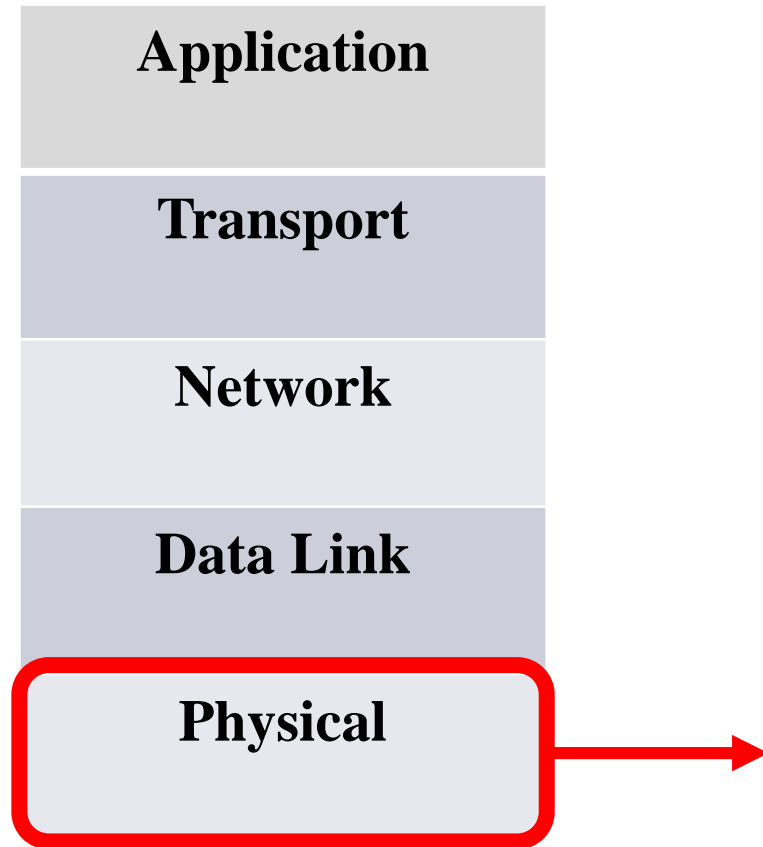 Application
Transport
Network
Data Link
Physical